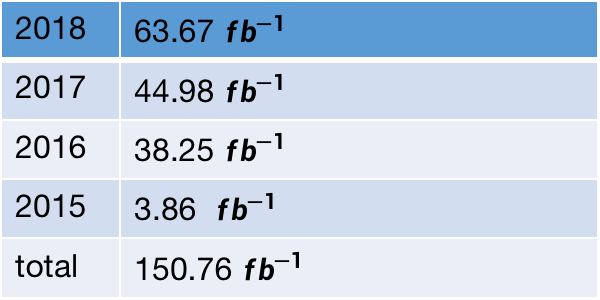 2018 63.67 fb⁻¹
2017 44.98 fb⁻¹
2016 38.25 fb⁻¹
2015 3.86 fb⁻¹
total 150.76 fb⁻¹